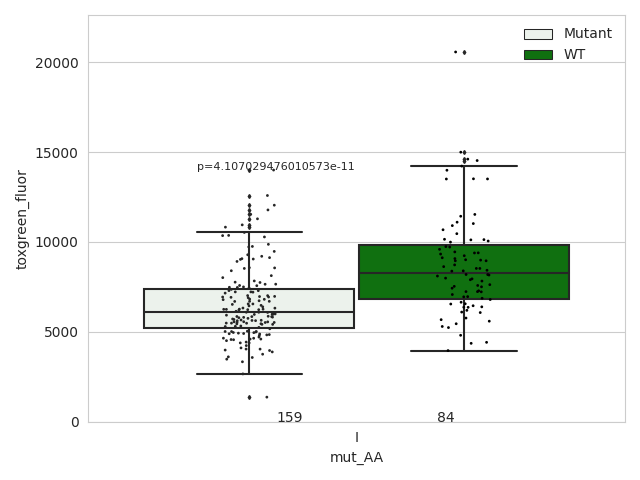 Mutant
WT
p=4.107029476010573e-11
toxgreen_fluor
20000
15000
10000
5000
0
159
84
I
mut_AA